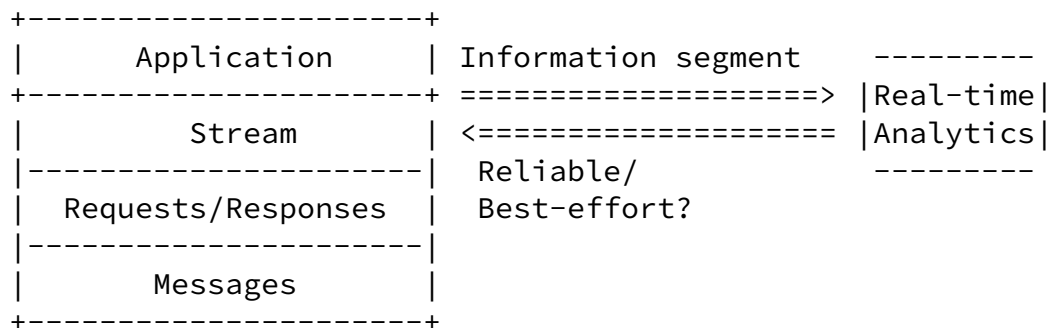 +----------------------+
|      Application     | Information segment    ---------
+----------------------+ ====================> |Real-time|
|        Stream        | <==================== |Analytics|
|----------------------|  Reliable/             ---------
|  Requests/Responses  |  Best-effort?
|----------------------|
|       Messages       |
+----------------------+